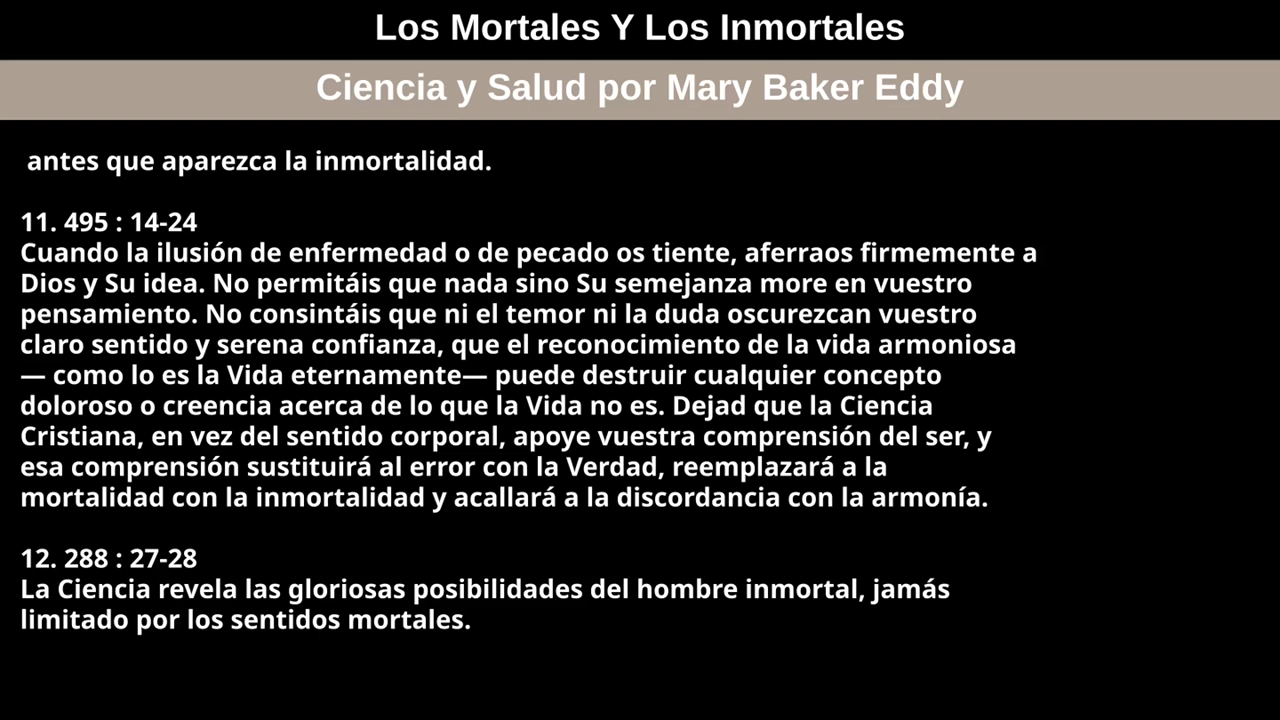 Los Mortales Y Los Inmortales
Ciencia y Salud por Mary Baker Eddy
antes que aparezca la inmortalidad.
11. 495 : 14-24
Cuando la ilusión de enfermedad o de pecado os tiente, aferraos firmemente a
Dios y Su idea. No permitáis que nada sino Su semejanza more en vuestro
pensamiento. No consintáis que ni el temor ni la duda oscurezcan vuestro
claro sentido y serena confianza, que el reconocimiento de la vida armoniosa
— como lo es la Vida eternamente— puede destruir cualquier concepto
doloroso o creencia acerca de lo que la Vida no es. Dejad que la Ciencia
Cristiana, en vez del sentido corporal, apoye vuestra comprensión del ser, y
esa comprensión sustituirá al error con la Verdad, reemplazará a la
mortalidad con la inmortalidad y acallará a la discordancia con la armonía.
12. 288 : 27-28
La Ciencia revela las gloriosas posibilidades del hombre inmortal, jamás
limitado por los sentidos mortales.